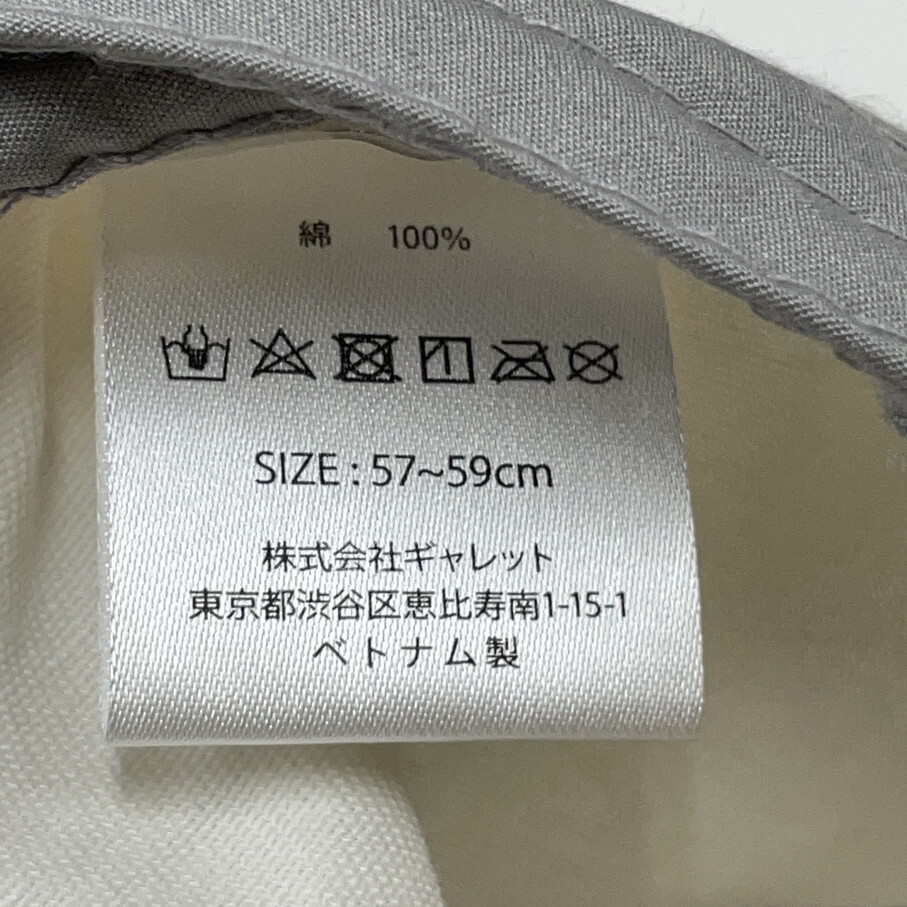 綿 100%
SIZE : 57~59cm
株式会社ギャレット
東京都渋谷区恵比寿南1-15-1
ベトナム製